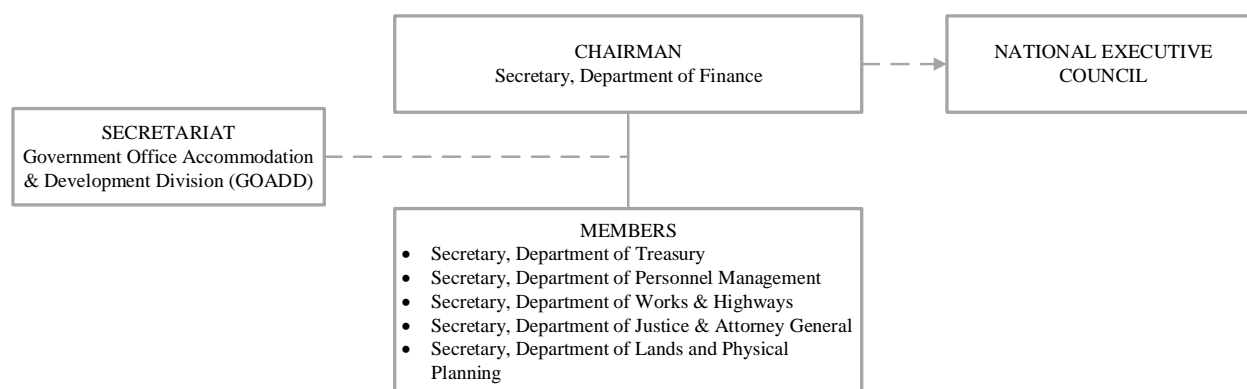 CHAIRMAN
Secretary, Department of Finance
NATIONAL EXECUTIVE
COUNCIL
SECRETARIAT
Government Office Accommodation
& Development Division (GOADD)
MEMBERS
• Secretary, Department of Treasury
• Secretary, Department of Personnel Management
• Secretary, Department of Works & Highways
• Secretary, Department of Justice & Attorney General
• Secretary, Department of Lands and Physical
Planning